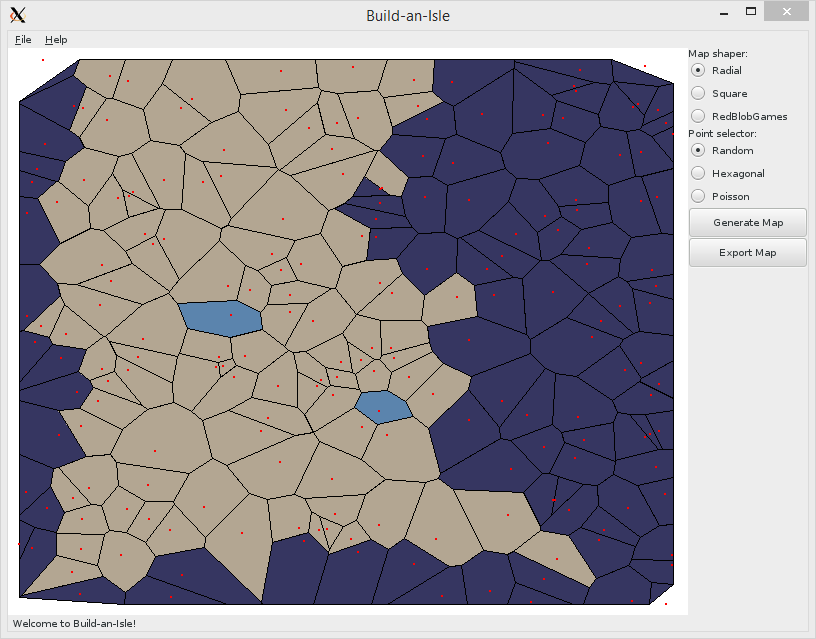 Build-an-Isle
File Help
Map shaper:
Radial
Square
RedBlobGames
Point selector:
Random
Hexagonal
Poisson
Generate Map
Export Map
Welcome to Build-an-Isle!